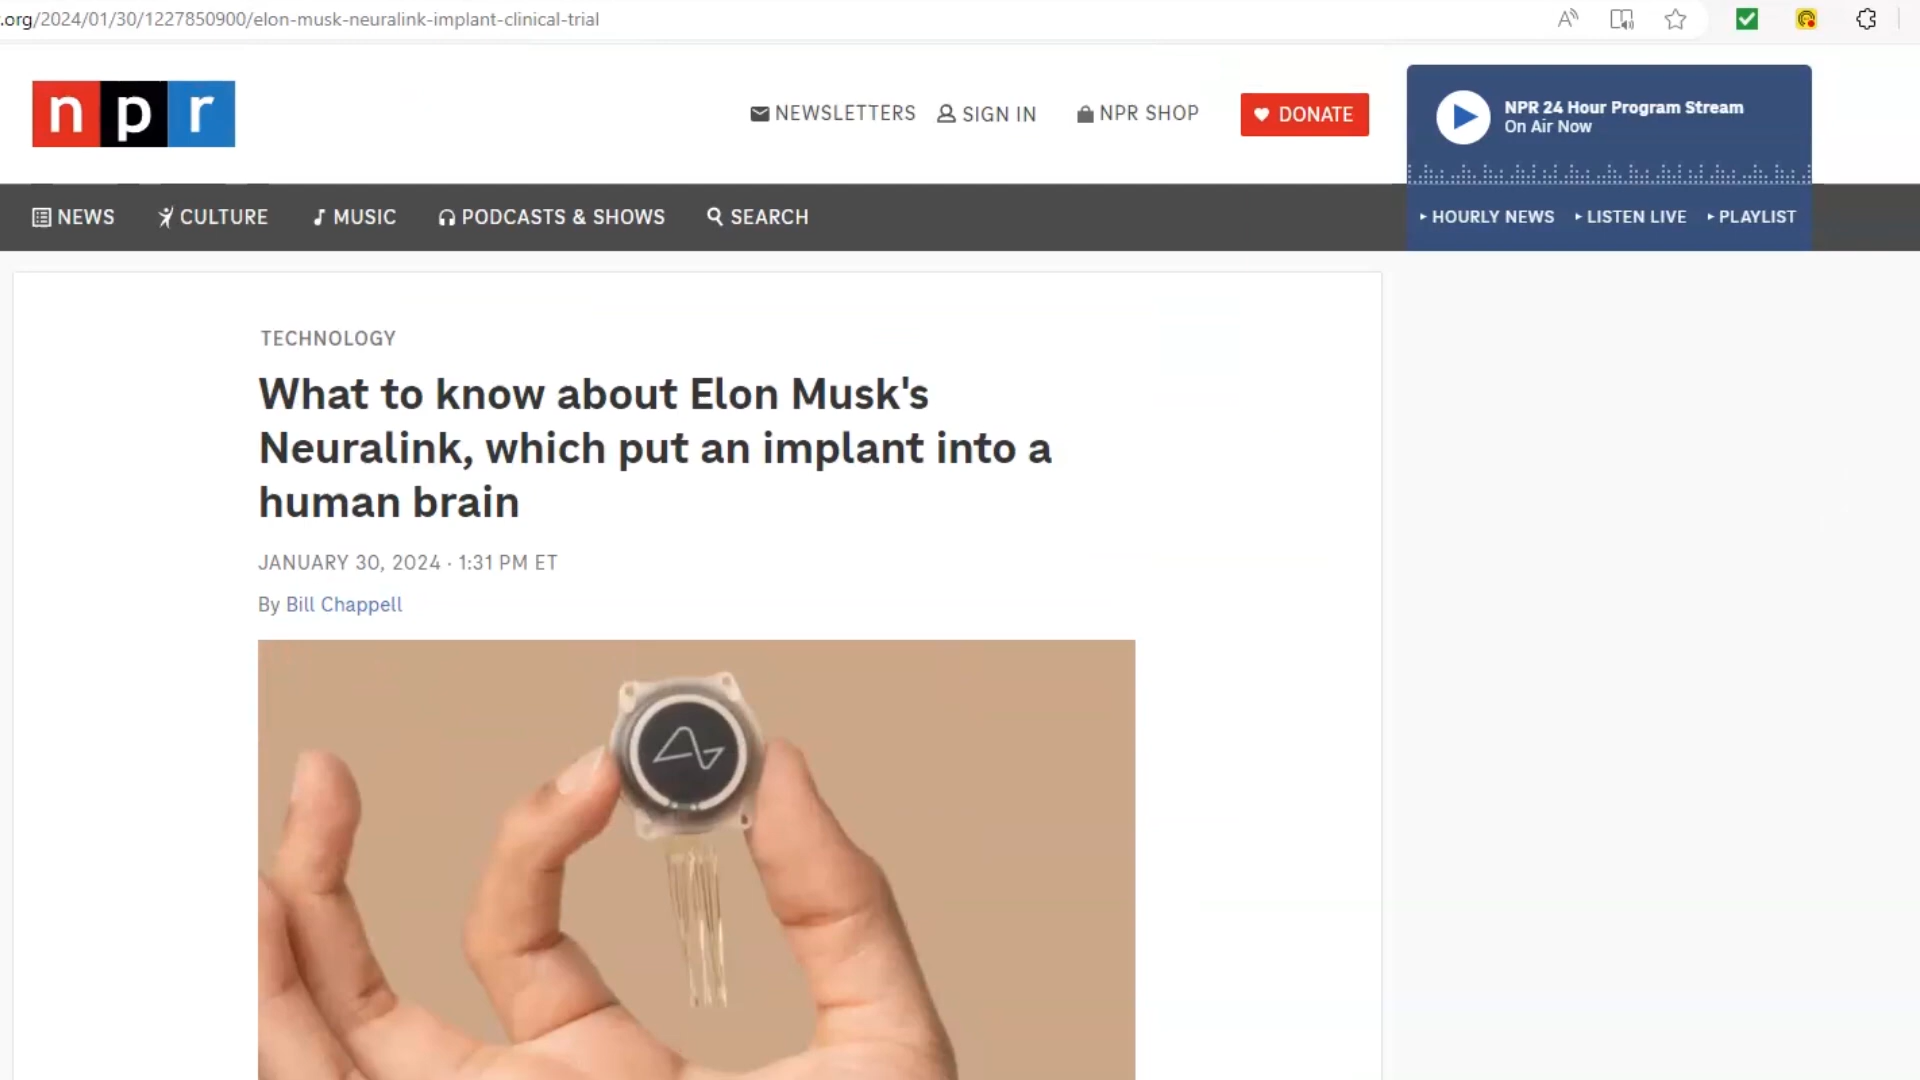 .org/2024/01/30/1227850900/elon-musk-neuralink-implant-clinical-trial
npr
NEWSLETTERS SIGN IN NPR SHOP DONATE
NPR 24 Hour Program Stream
On Air Now
NEWS CULTURE MUSIC PODCASTS & SHOWS SEARCH
HOURLY NEWS LISTEN LIVE PLAYLIST
TECHNOLOGY
What to know about Elon Musk's
Neuralink, which put an implant into a
human brain
JANUARY 30, 2024 · 1:31 PM ET
By Bill Chappell